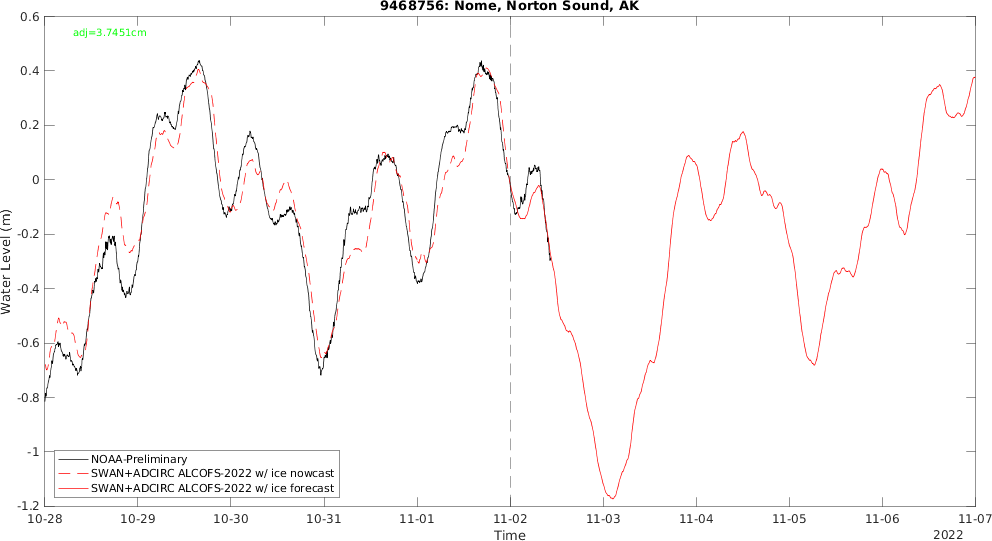 9468756: Nome, Norton Sound, AK
adj=3.7451cm
0.6
0.4
0.2
0
-0.2
-0.4
-0.6
-0.8
-1
-1.2
Water Level (m)
NOAA-Preliminary
SWAN+ADCIRC ALCOFS-2022 w/ ice nowcast
SWAN+ADCIRC ALCOFS-2022 w/ ice forecast
10-28 10-29 10-30 10-31 11-01 11-02 11-03 11-04 11-05 11-06 11-07
Time
2022